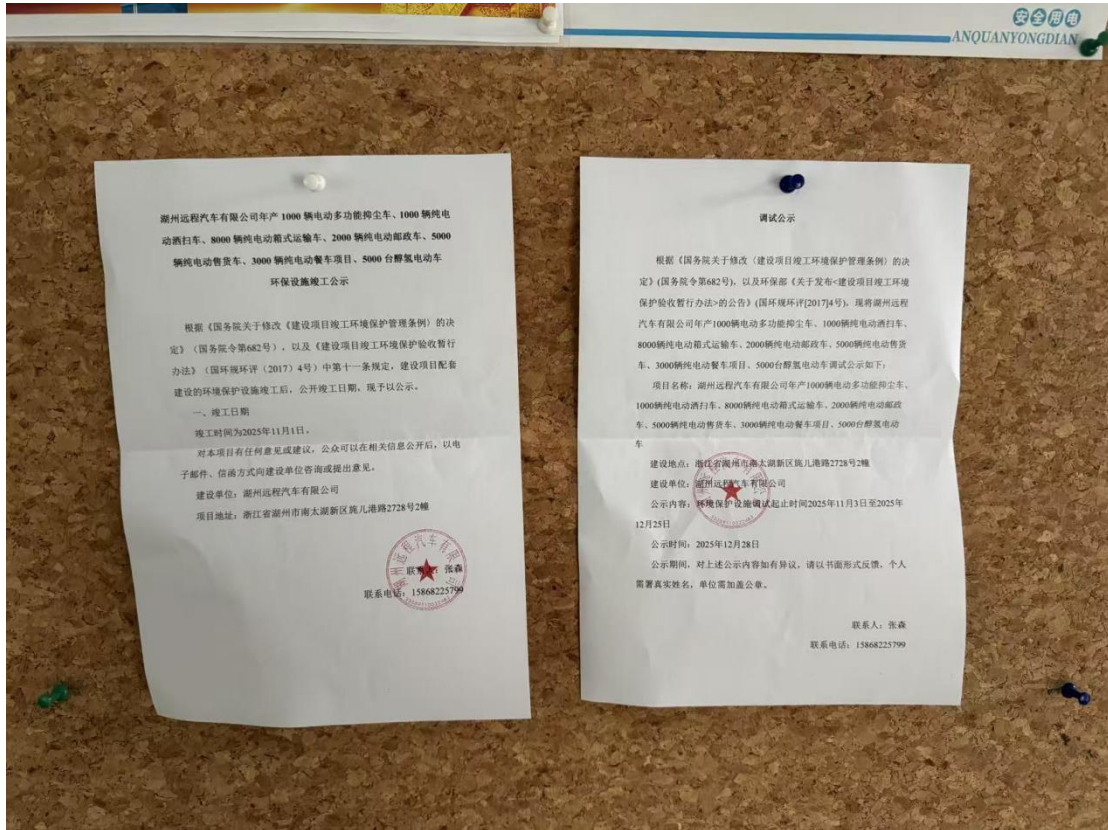 安全用电
ANQUANYONGDIAN
湖州远程汽车有限公司年产 1000 辆电动多功能抑尘车、1000 辆纯电
动洒扫车、8000 辆纯电动箱式运输车、2000 辆纯电动邮政车、5000
辆纯电动售货车、3000 辆纯电动餐车项目、5000 台醇氢电动车
环保设施竣工公示
根据《国务院关于修改《建设项目竣工环境保护管理条例》的决
定》（国务院令第682号），以及《建设项目竣工环境保护验收暂行
办法》（国环规环评（2017）4号）中第十一条规定，建设项目配套
建设的环境保护设施竣工后，公开竣工日期，现予以公示。
一、竣工日期
竣工时间为2025年11月1日。
对本项目有任何意见或建议，公众可以在相关信息公开后，以电
子邮件、信函方式向建设单位咨询或提出意见。
建设单位：湖州远程汽车有限公司
项目地址：浙江省湖州市南太湖新区旄儿港路2728号2幢
湖州远程汽车有限公司
联系人：张森
联系电话：15868225799
调试公示
根据《国务院关于修改〈建设项目竣工环境保护管理条例〉的决
定》(国务院令第682号)，以及环保部《关于发布<建设项目竣工环境
保护验收暂行办法>的公告》(国环规环评[2017]4号)，现将湖州远程
汽车有限公司年产1000辆电动多功能抑尘车、1000辆纯电动洒扫车、
8000辆纯电动箱式运输车、2000辆纯电动邮政车、5000辆纯电动售货
车、3000辆纯电动餐车项目、5000台醇氢电动车调试公示如下：
项目名称：湖州远程汽车有限公司年产1000辆电动多功能抑尘车、
1000辆纯电动洒扫车、8000辆纯电动箱式运输车、2000辆纯电动邮政
车、5000辆纯电动售货车、3000辆纯电动餐车项目、5000台醇氢电动
车
建设地点：浙江省湖州市南太湖新区旄儿港路2728号2幢
建设单位：湖州远程汽车有限公司
公示内容：环境保护设施调试起止时间2025年11月3日至2025年
12月25日
公示时间：2025年12月28日
公示期间，对上述公示内容如有异议，请以书面形式反馈，个人
需署真实姓名，单位需加盖公章。
联系人：张森
联系电话：15868225799